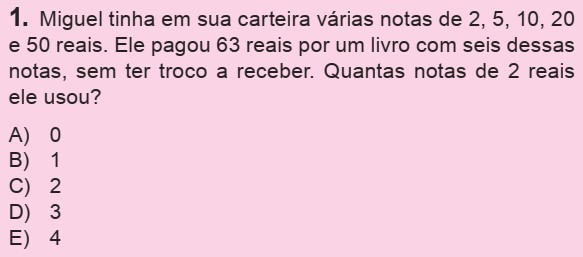 1. Miguel tinha em sua carteira várias notas de 2, 5, 10, 20
e 50 reais. Ele pagou 63 reais por um livro com seis dessas
notas, sem ter troco a receber. Quantas notas de 2 reais
ele usou?
A) 0
B) 1
C) 2
D) 3
E) 4